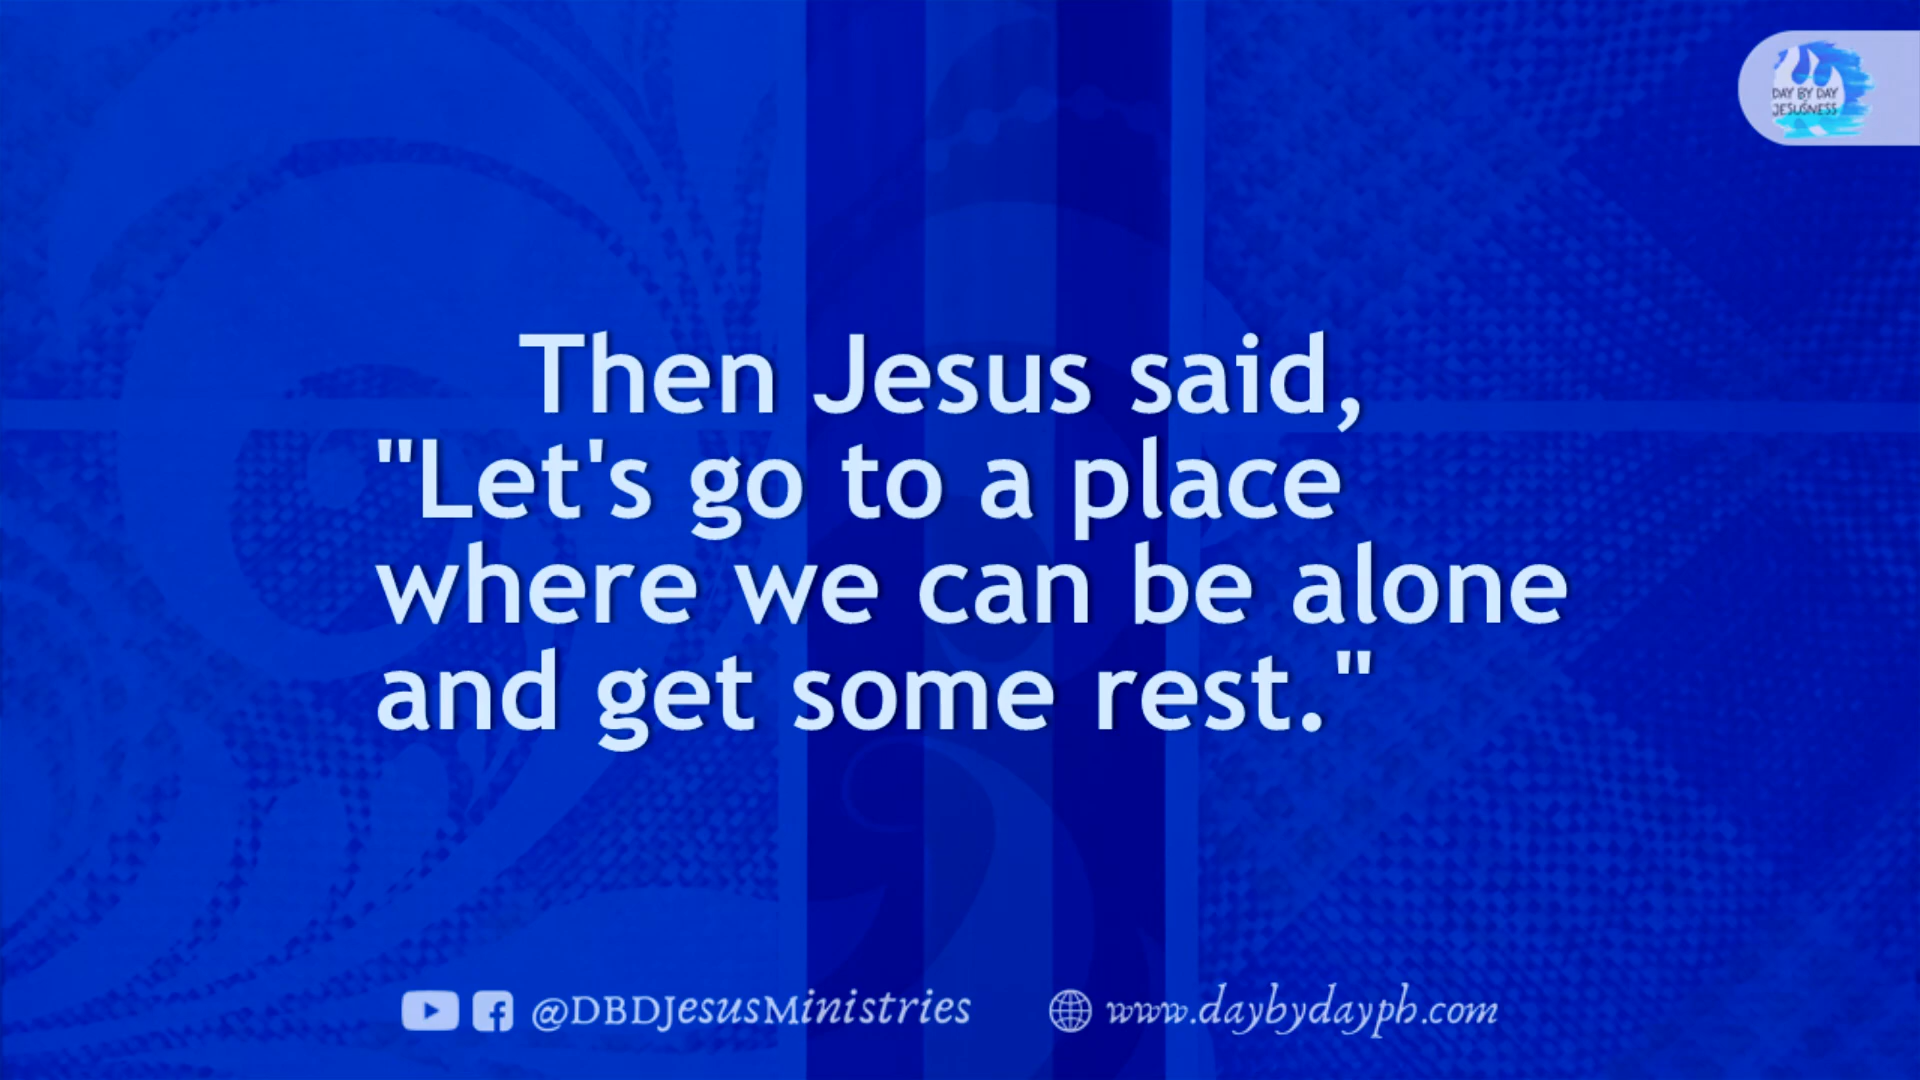 DAY BY DAY
JESUSNESS
Then Jesus said,
"Let's go to a place
where we can be alone
and get some rest."
@DBDJesusMinistries www.daybydayph.com